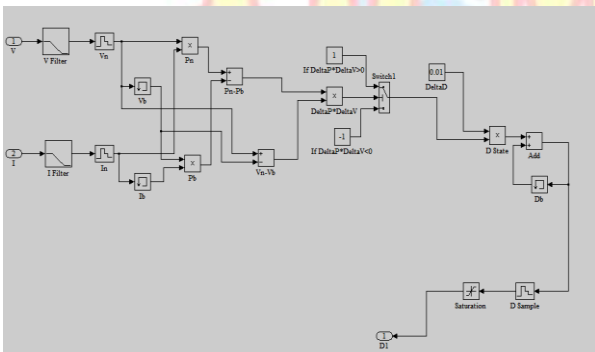 1
V
V Filter
Vn
x
Pn
+
-
Pn-Pb
1
If DeltaP*DeltaV>0
Switch1
0.01
DeltaD
Vb
x
DeltaP*DeltaV
-1
If DeltaP*DeltaV<0
x
D State
+
+
Add
2
I
I Filter
In
Ib
x
Pb
+
-
Vn-Vb
Db
Saturation
D Sample
1
D1